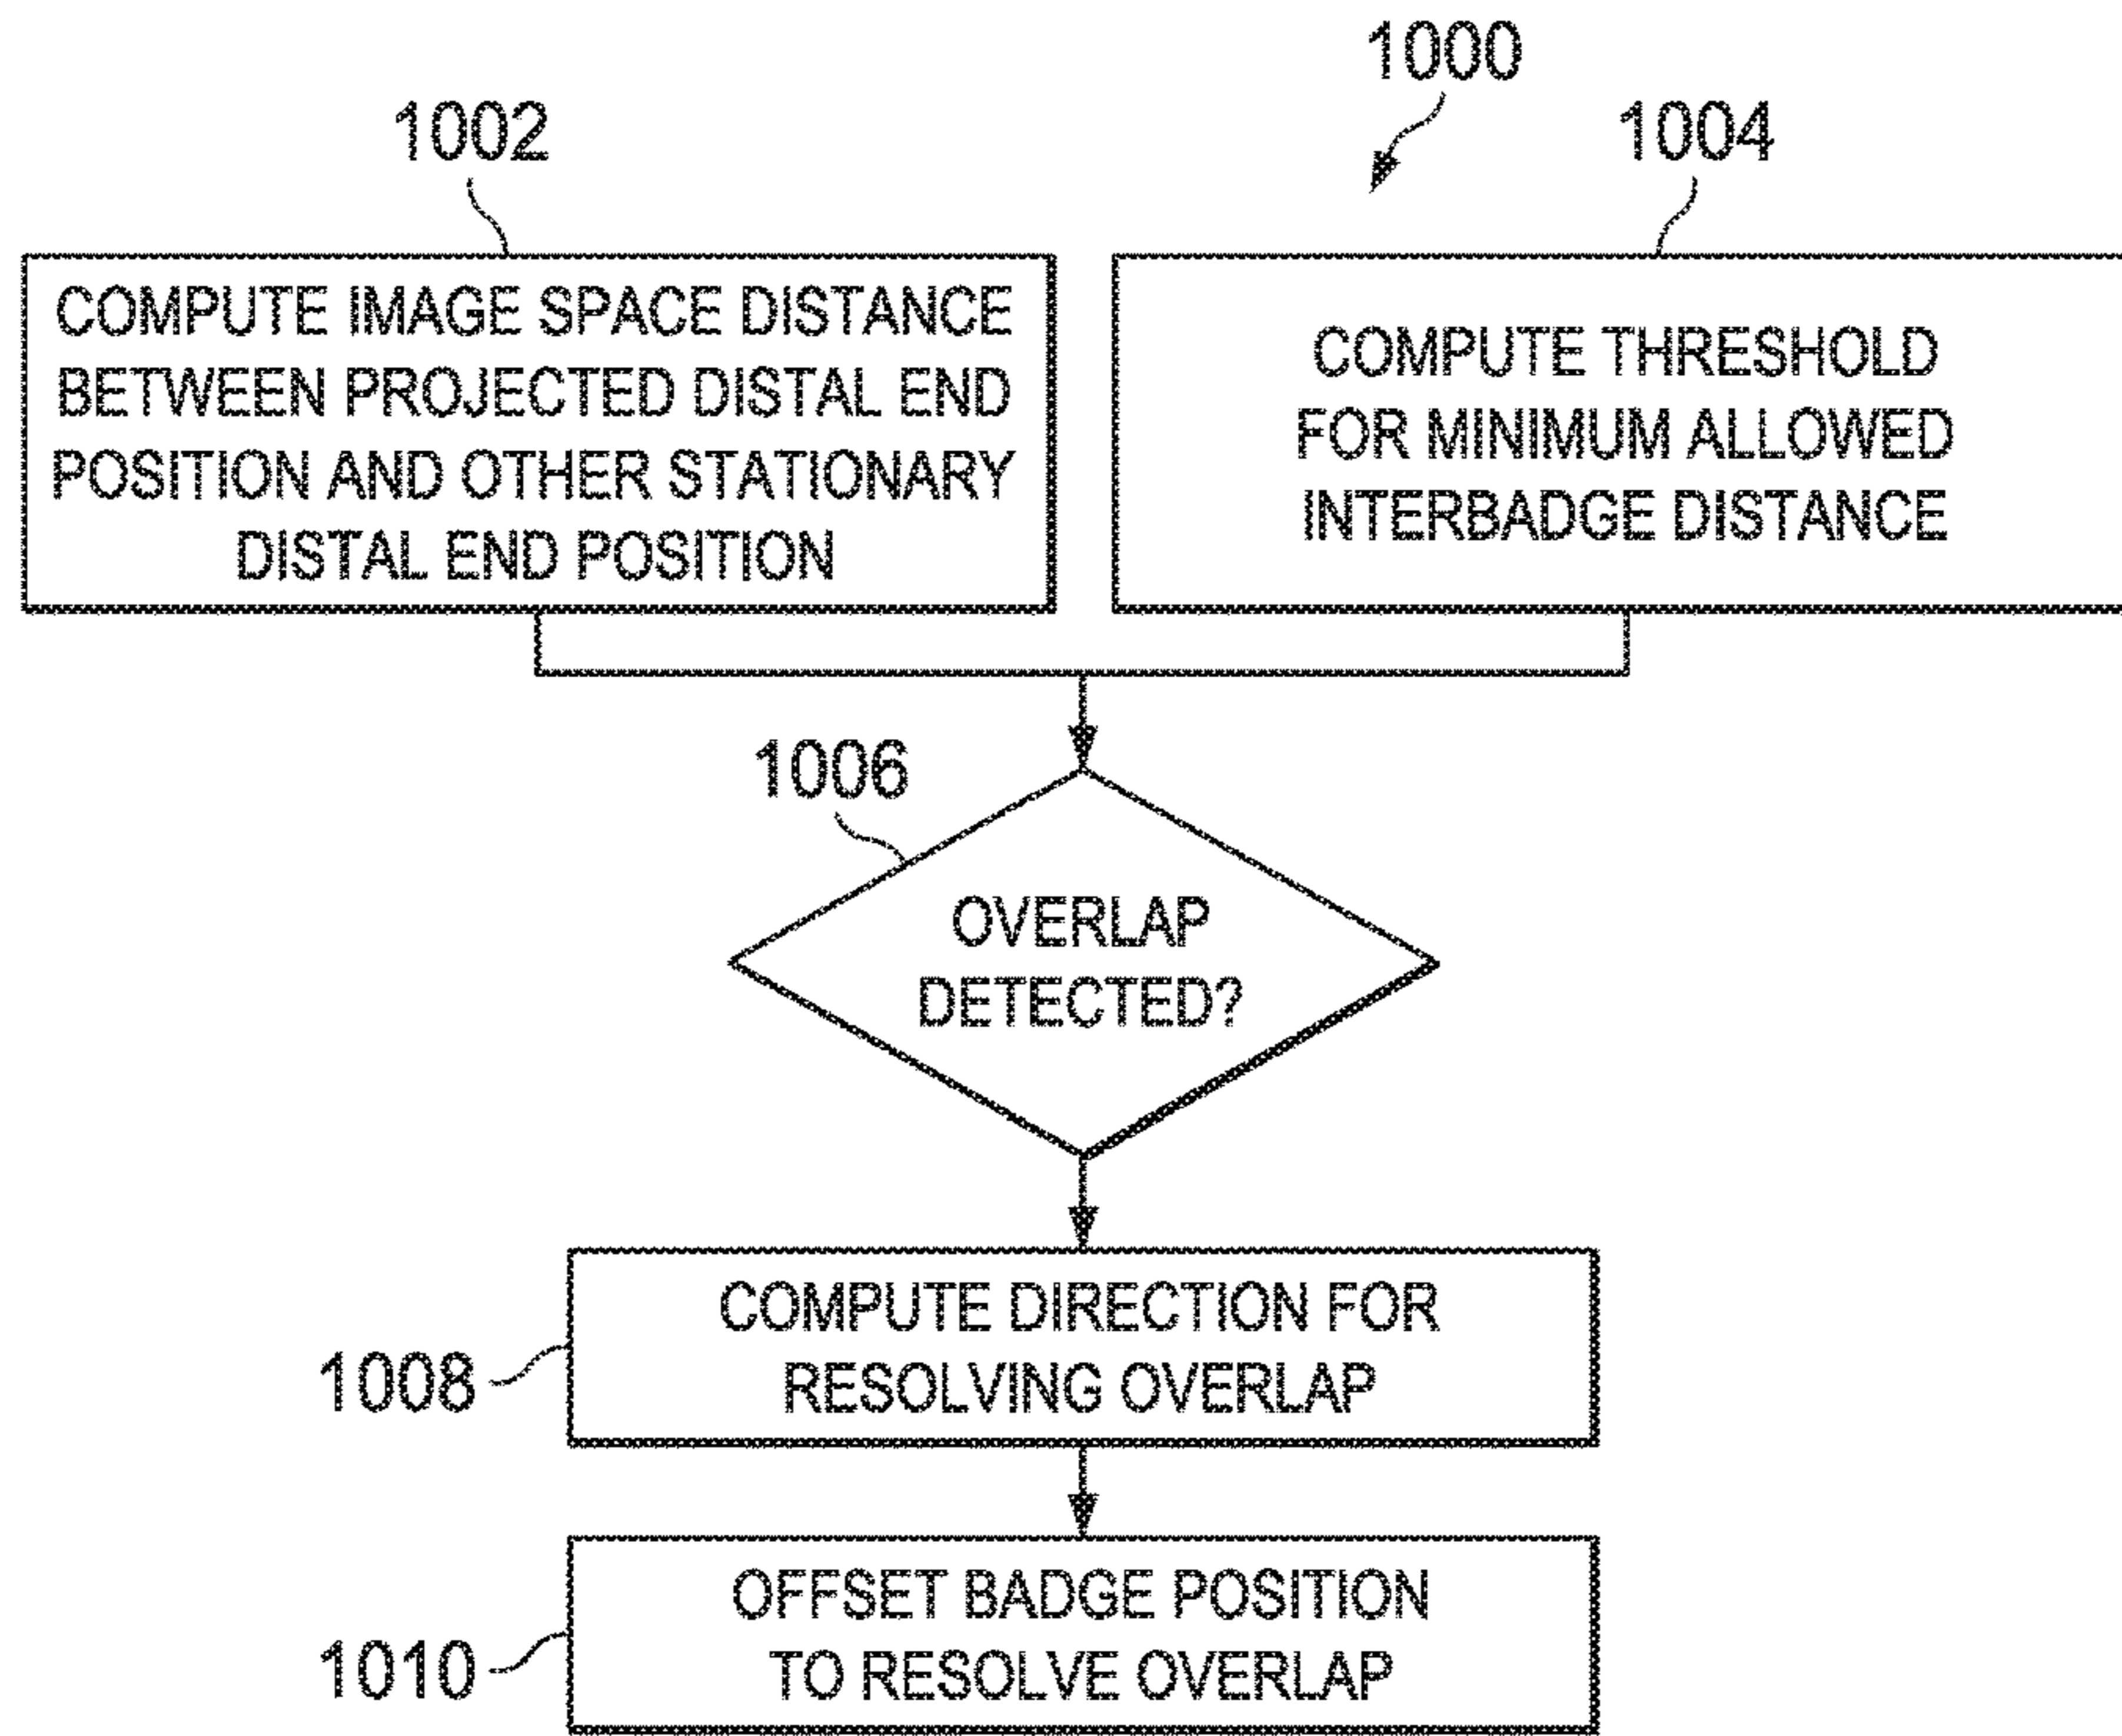 1000
1002
1004
COMPUTE IMAGE SPACE DISTANCE
BETWEEN PROJECTED DISTAL END
POSITION AND OTHER STATIONARY
DISTAL END POSITION
COMPUTE THRESHOLD
FOR MINIMUM ALLOWED
INTERBADGE DISTANCE
1006
OVERLAP
DETECTED?
1008
COMPUTE DIRECTION FOR
RESOLVING OVERLAP
1010
OFFSET BADGE POSITION
TO RESOLVE OVERLAP